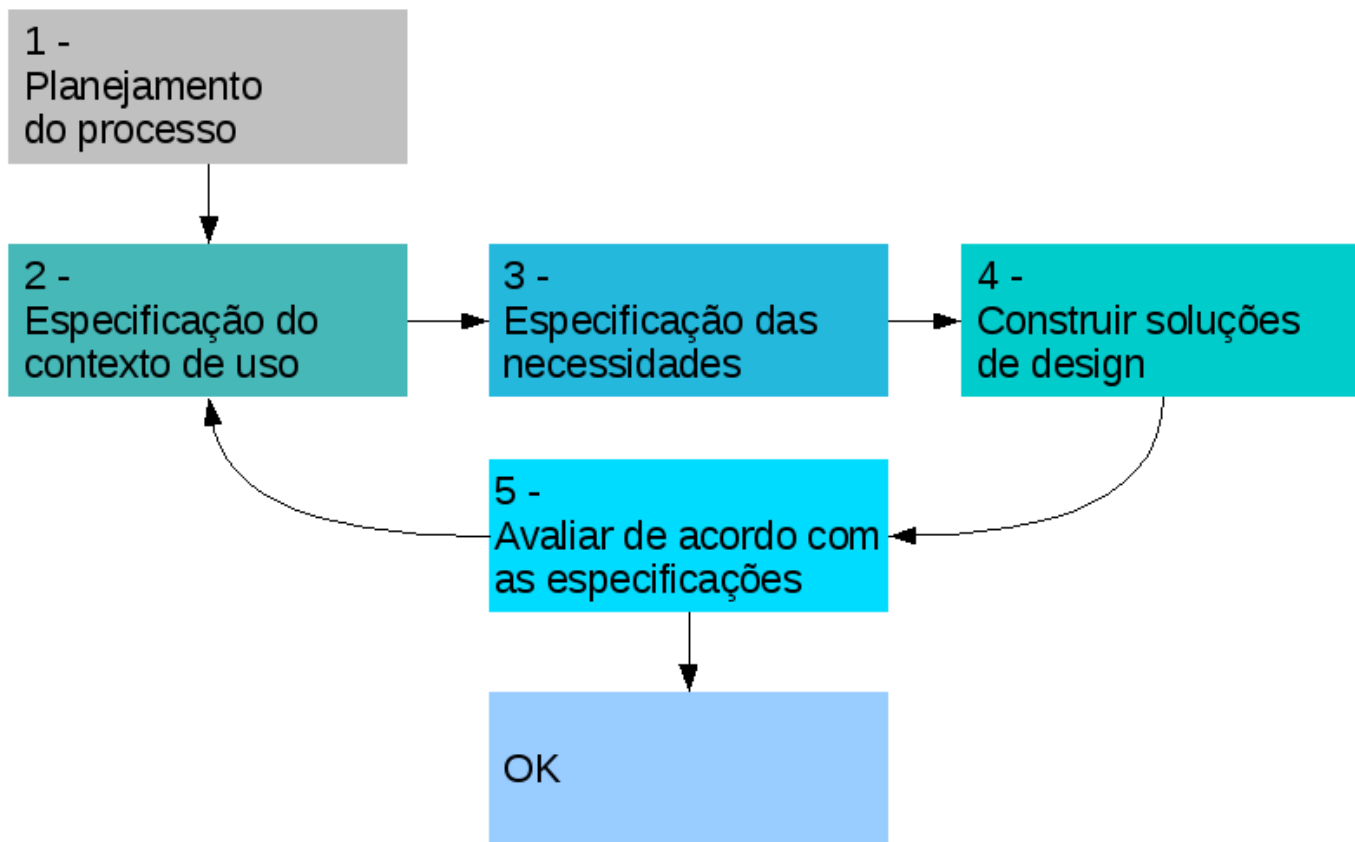 1 -
Planejamento
do processo
2 -
Especificação do
contexto de uso
3 -
Especificação das
necessidades
4 -
Construir soluções
de design
5 -
Avaliar de acordo com
as especificações
OK